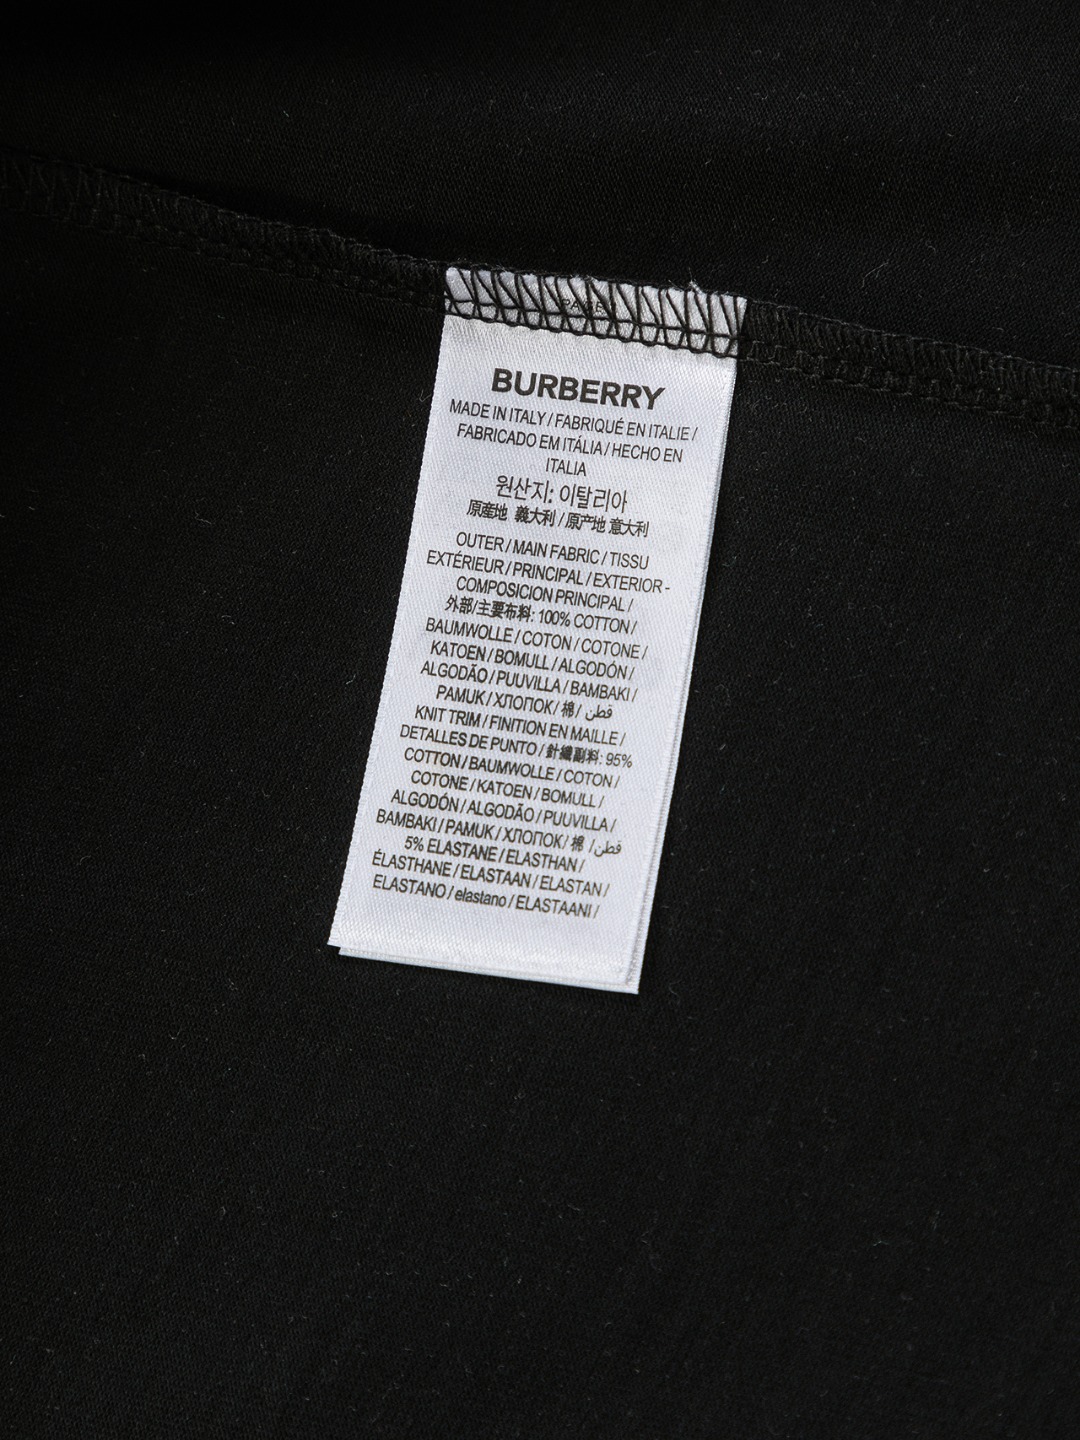 PAGE
BURBERRY
MADE IN ITALY / FABRIQUÉ EN ITALIE /
FABRICADO EM ITÁLIA / HECHO EN
ITALIA
원산지: 이탈리아
原産地 義大利 / 原产地 意大利
OUTER / MAIN FABRIC / TISSU
EXTÉRIEUR / PRINCIPAL / EXTERIOR -
COMPOSICION PRINCIPAL /
外部/主要布料: 100% COTTON /
BAUMWOLLE / COTON / COTONE /
KATOEN / BOMULL / ALGODÓN /
ALGODÃO / PUUVILLA / BAMBAKI /
PAMUK / ХЛОПОК / 棉 / قطن
KNIT TRIM / FINITION EN MAILLE /
DETALLES DE PUNTO / 針織副料: 95%
COTTON / BAUMWOLLE / COTON /
COTONE / KATOEN / BOMULL /
ALGODÓN / ALGODÃO / PUUVILLA /
BAMBAKI / PAMUK / ХЛОПОК / 棉 / قطن
5% ELASTANE / ELASTHAN /
ÉLASTHANE / ELASTAAN / ELASTAN /
ELASTANO / elastano / ELASTAANI /